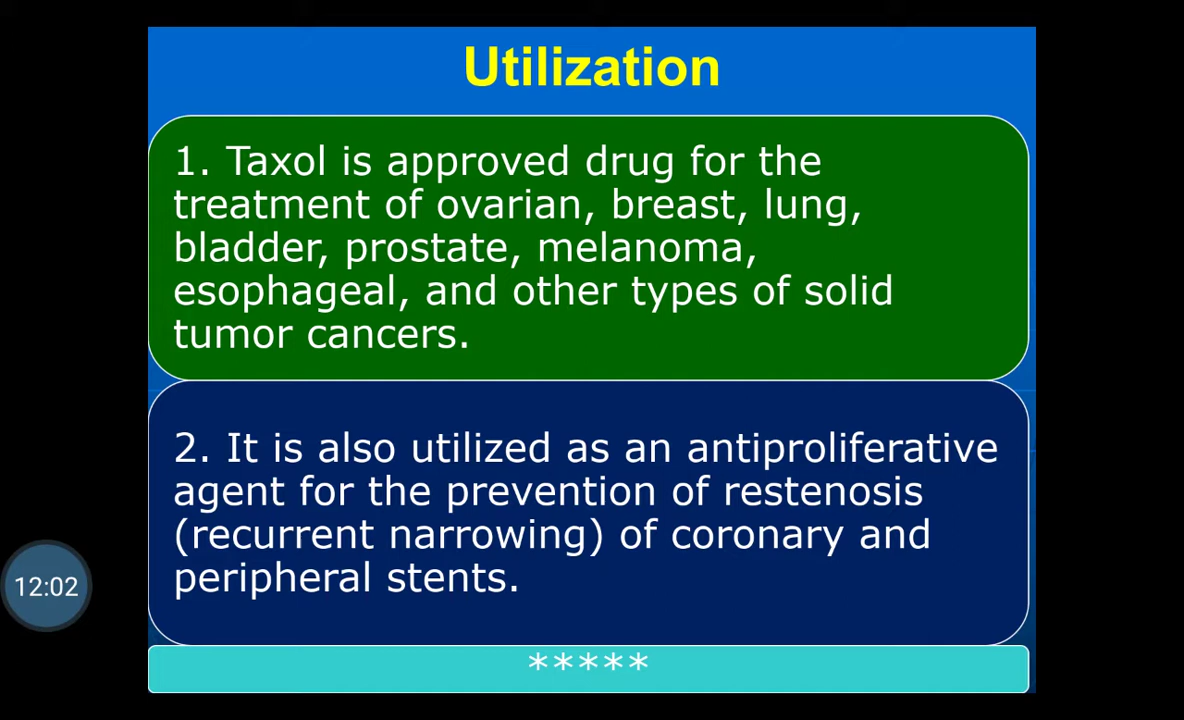 Utilization
1. Taxol is approved drug for the
treatment of ovarian, breast, lung,
bladder, prostate, melanoma,
esophageal, and other types of solid
tumor cancers.
2. It is also utilized as an antiproliferative
agent for the prevention of restenosis
(recurrent narrowing) of coronary and
peripheral stents.
12:02
*****